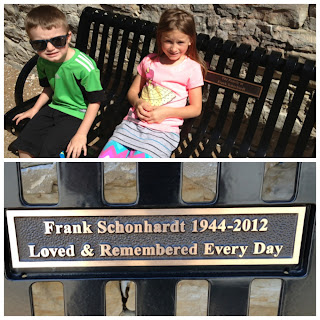 Frank Schonhardt 1944-2012
Loved & Remembered Every Day